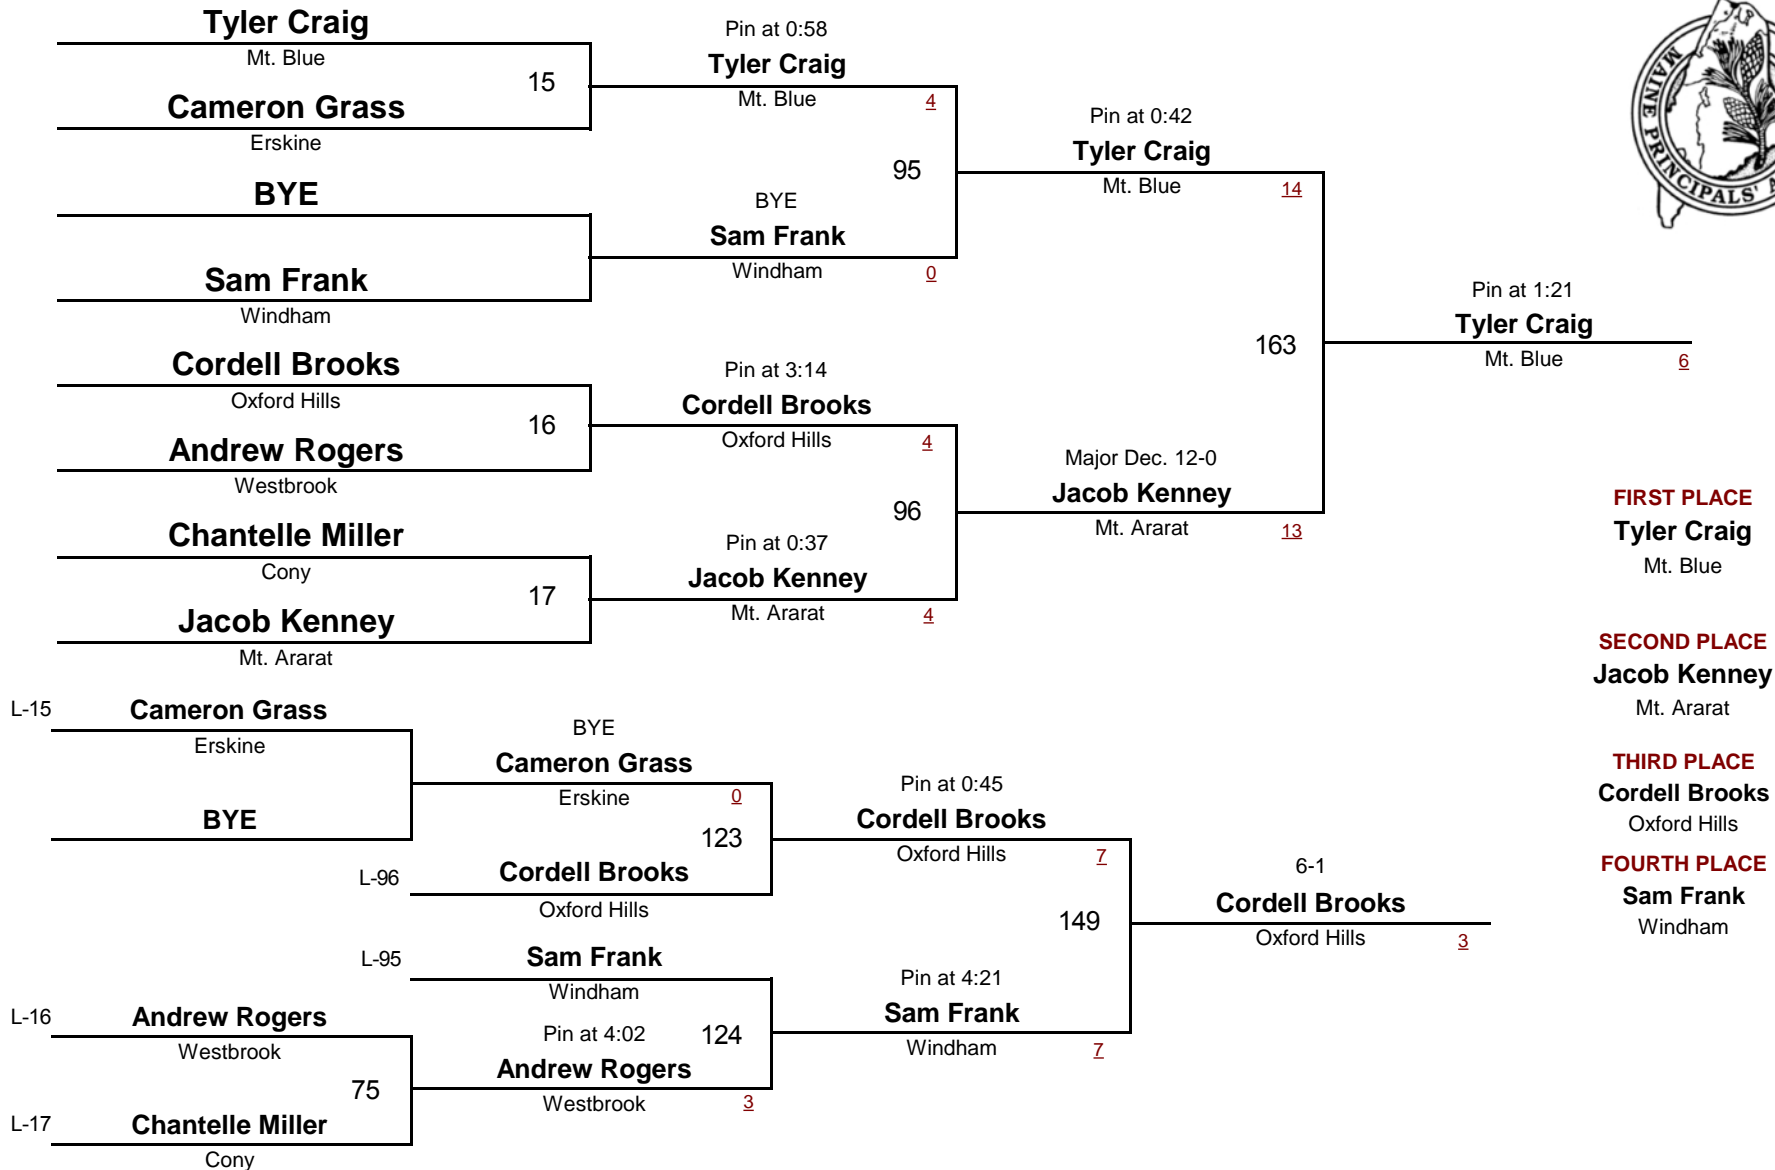 Tyler Craig
Mt. Blue
15
Cameron Grass
Erskine
BYE
Sam Frank
Windham
Cordell Brooks
Oxford Hills
16
Andrew Rogers
Westbrook
Chantelle Miller
Cony
17
Jacob Kenney
Mt. Ararat
Pin at 0:58
Tyler Craig
Mt. Blue
4
95
BYE
Sam Frank
Windham
0
Pin at 3:14
Cordell Brooks
Oxford Hills
4
96
Pin at 0:37
Jacob Kenney
Mt. Ararat
4
Pin at 0:42
Tyler Craig
Mt. Blue
14
163
Major Dec. 12-0
Jacob Kenney
Mt. Ararat
13
Pin at 1:21
Tyler Craig
Mt. Blue
6
MAINE PRINCIPALS'
FIRST PLACE
Tyler Craig
Mt. Blue
SECOND PLACE
Jacob Kenney
Mt. Ararat
THIRD PLACE
Cordell Brooks
Oxford Hills
FOURTH PLACE
Sam Frank
Windham
L-15
Cameron Grass
Erskine
BYE
L-16
Andrew Rogers
Westbrook
75
L-17
Chantelle Miller
Cony
BYE
Cameron Grass
Erskine
0
123
L-96
Cordell Brooks
Oxford Hills
L-95
Sam Frank
Windham
124
Pin at 4:02
Andrew Rogers
Westbrook
3
Pin at 0:45
Cordell Brooks
Oxford Hills
7
149
Pin at 4:21
Sam Frank
Windham
7
6-1
Cordell Brooks
Oxford Hills
3